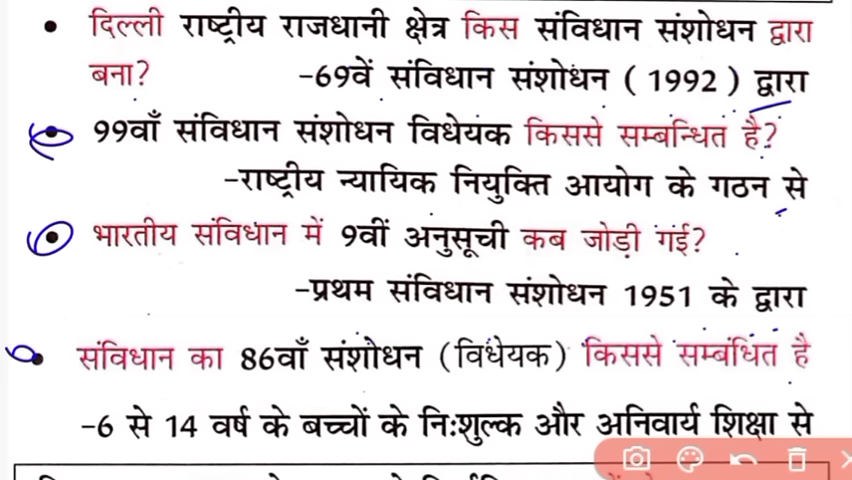 • दिल्ली राष्ट्रीय राजधानी क्षेत्र किस संविधान संशोधन द्वारा
बना? -69वें संविधान संशोधन ( 1992 ) द्वारा
• 99वाँ संविधान संशोधन विधेयक किससे सम्बन्धित है?
-राष्ट्रीय न्यायिक नियुक्ति आयोग के गठन से
• भारतीय संविधान में 9वीं अनुसूची कब जोड़ी गई?
-प्रथम संविधान संशोधन 1951 के द्वारा
• संविधान का 86वाँ संशोधन (विधेयक) किससे सम्बंधित है
-6 से 14 वर्ष के बच्चों के निःशुल्क और अनिवार्य शिक्षा से